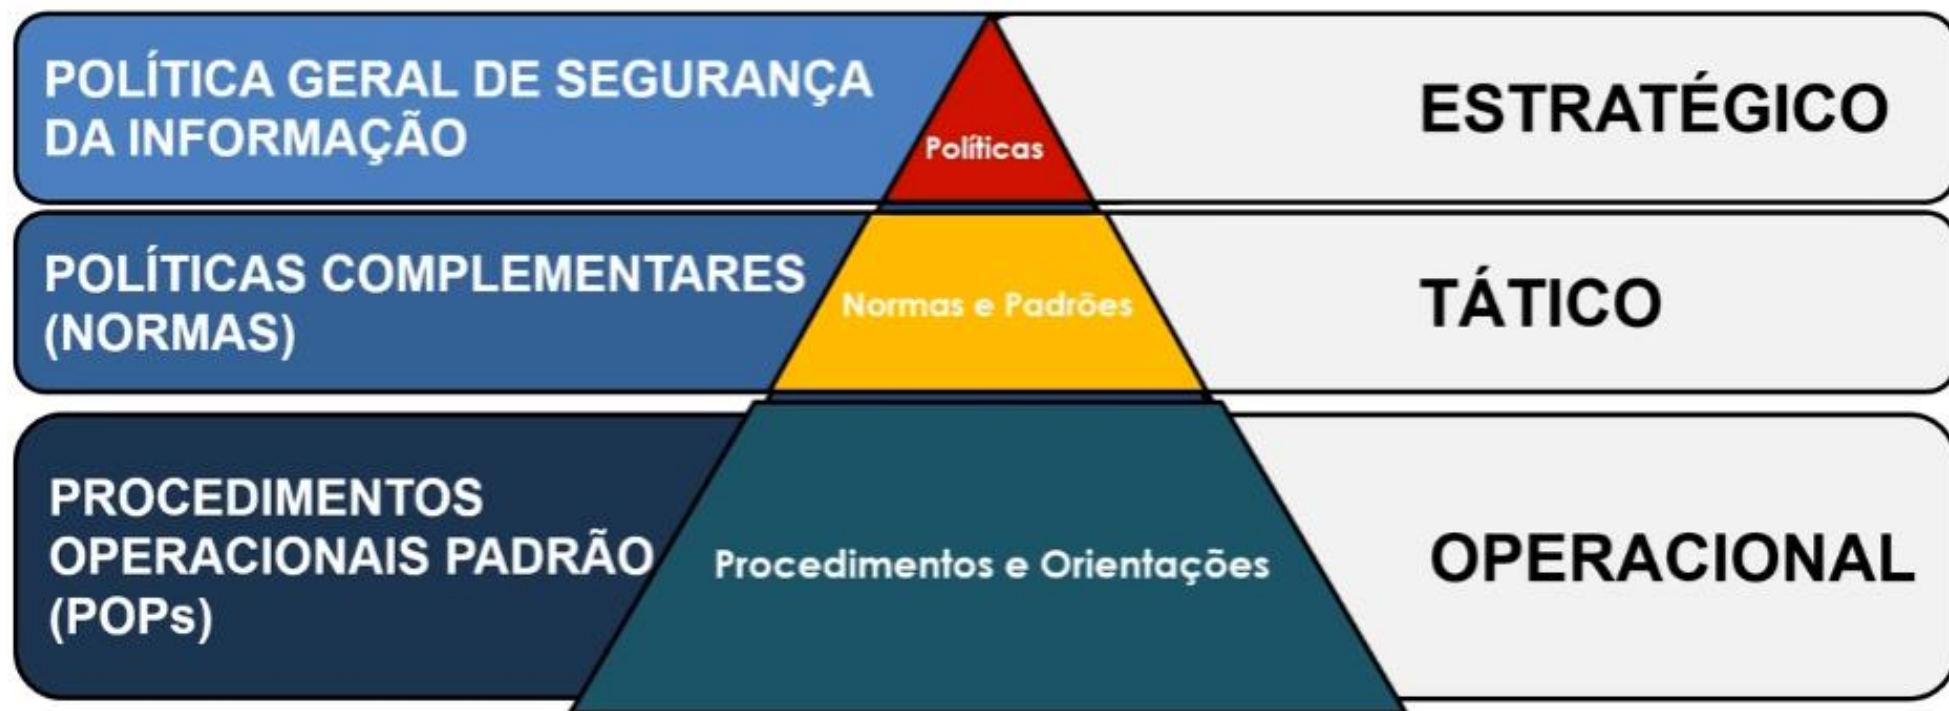 POLÍTICA GERAL DE SEGURANÇA
DA INFORMAÇÃO
Políticas
ESTRATÉGICO
POLÍTICAS COMPLEMENTARES
(NORMAS)
Normas e Padrões
TÁTICO
PROCEDIMENTOS
OPERACIONAIS PADRÃO
(POPs)
Procedimentos e Orientações
OPERACIONAL